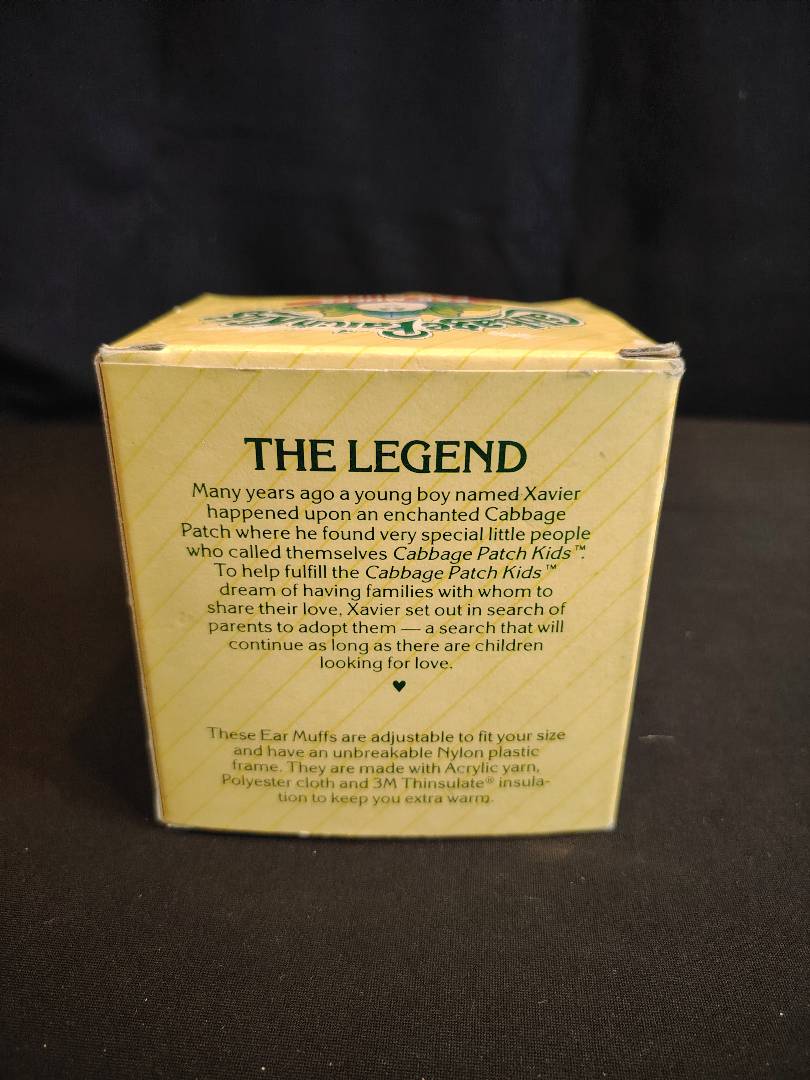 Cabbage Patch Kids
THE LEGEND
Many years ago a young boy named Xavier
happened upon an enchanted Cabbage
Patch where he found very special little people
who called themselves Cabbage Patch Kids™.
To help fulfill the Cabbage Patch Kids™
dream of having families with whom to
share their love, Xavier set out in search of
parents to adopt them — a search that will
continue as long as there are children
looking for love.
♥
These Ear Muffs are adjustable to fit your size
and have an unbreakable Nylon plastic
frame. They are made with Acrylic yarn,
Polyester cloth and 3M Thinsulate® insula-
tion to keep you extra warm.